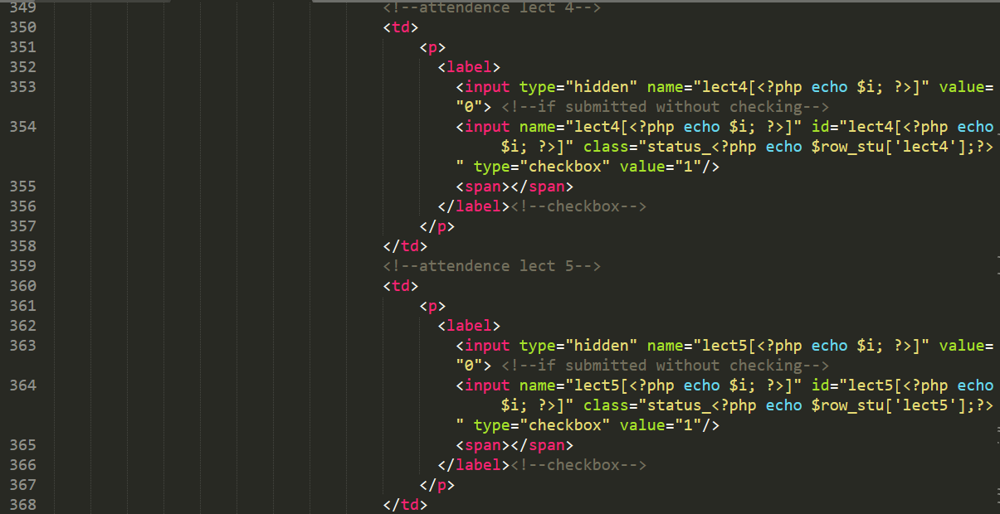 349 <!--attendence lect 4-->
350 <td>
351 <p>
352 <label>
353 <input type="hidden" name="lect4[<?php echo $i; ?>]" value=
"0"> <!--if submitted without checking-->
354 <input name="lect4[<?php echo $i; ?>]" id="lect4[<?php echo
$i; ?>]" class="status_<?php echo $row_stu['lect4'];?>
" type="checkbox" value="1"/>
355 <span></span>
356 </label><!--checkbox-->
357 </p>
358 </td>
359 <!--attendence lect 5-->
360 <td>
361 <p>
362 <label>
363 <input type="hidden" name="lect5[<?php echo $i; ?>]" value=
"0"> <!--if submitted without checking-->
364 <input name="lect5[<?php echo $i; ?>]" id="lect5[<?php echo
$i; ?>]" class="status_<?php echo $row_stu['lect5'];?>
" type="checkbox" value="1"/>
365 <span></span>
366 </label><!--checkbox-->
367 </p>
368 </td>